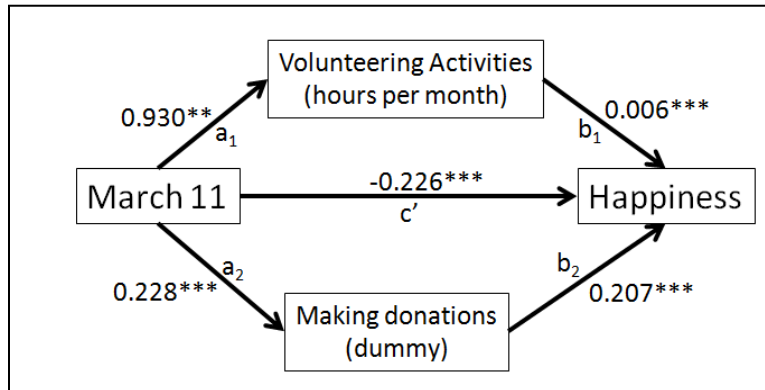 Volunteering Activities
(hours per month)
0.930**
a1
0.006***
b1
March 11
-0.226***
c’
Happiness
a2
0.228***
b2
0.207***
Making donations
(dummy)